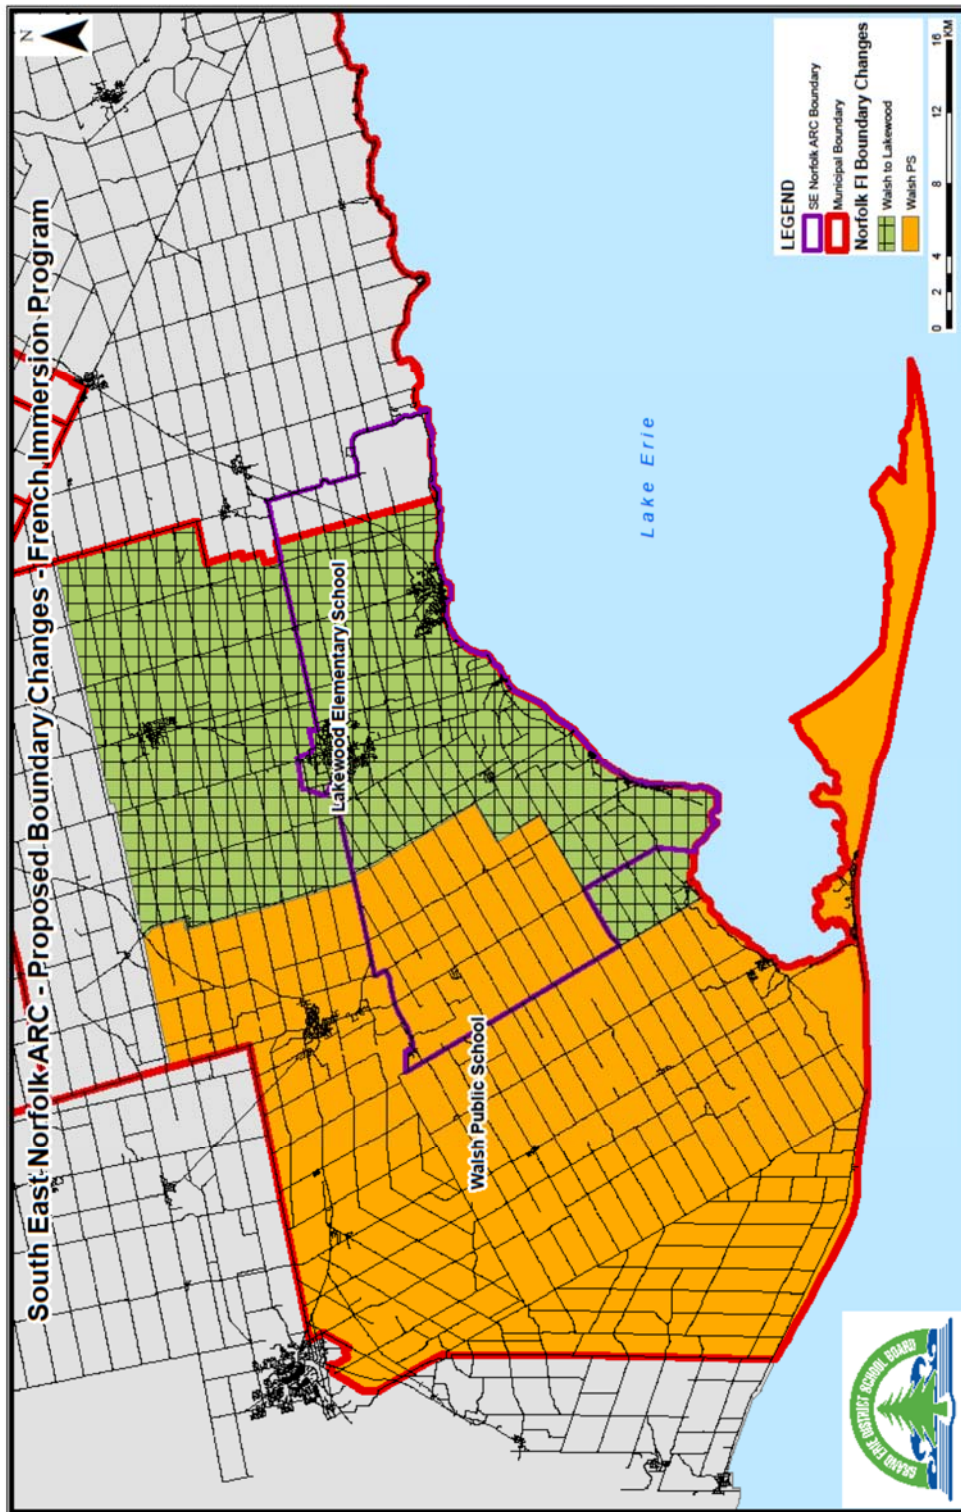 South East Norfolk ARC - Proposed Boundary Changes - French Immersion Program
N
Lakewood Elementary School
Walsh Public School
Lake Erie
LEGEND
SE Norfolk ARC Boundary
Municipal Boundary
Norfolk FI Boundary Changes
Walsh to Lakewood
Walsh PS
0 2 4 8 12 16
KM
GRAND ERIE DISTRICT SCHOOL BOARD